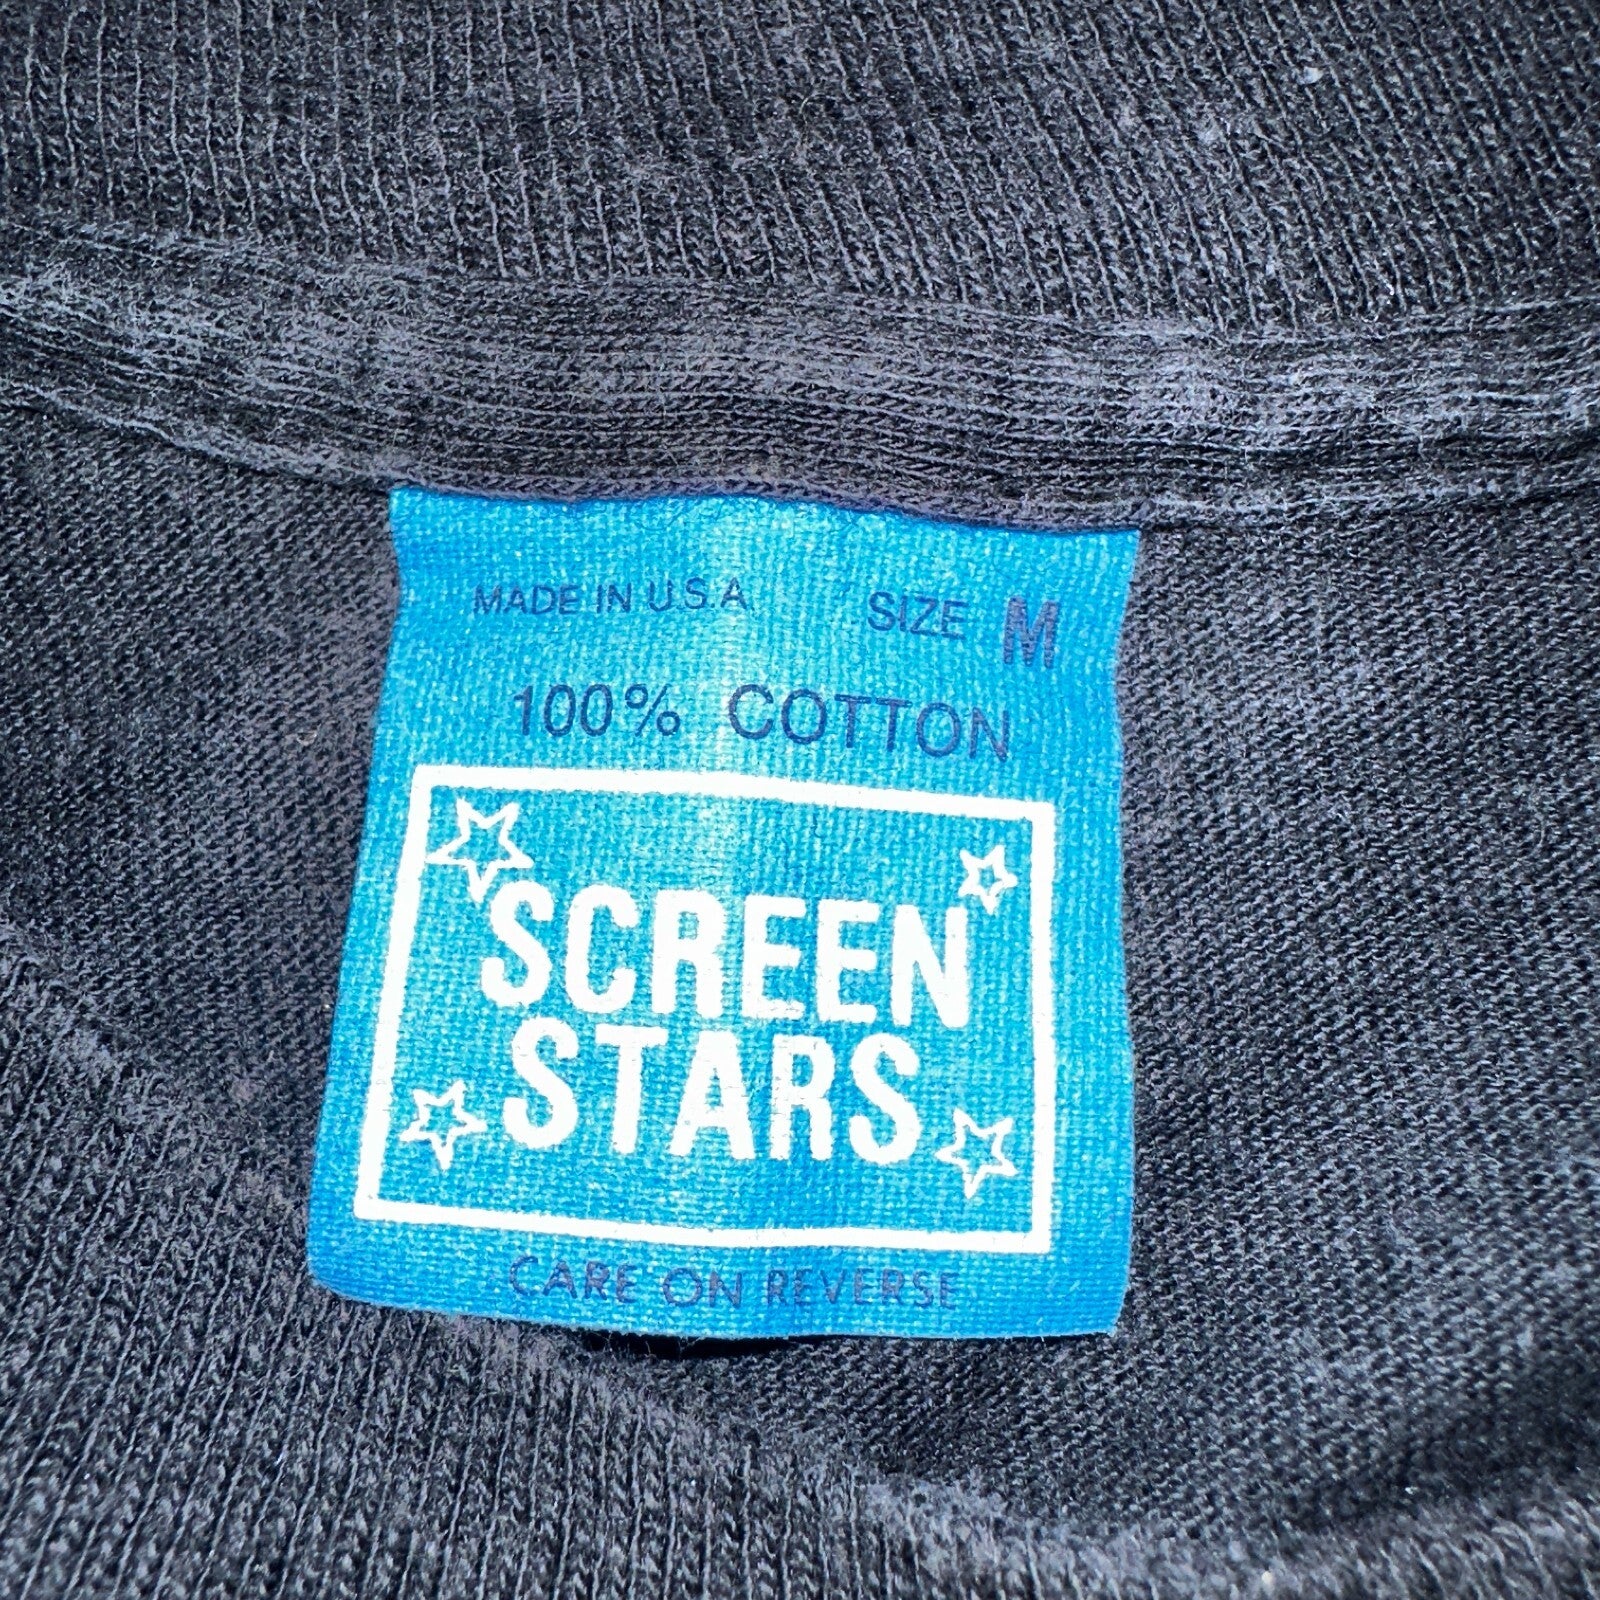 MADE IN U.S.A. SIZE M
100% COTTON
SCREEN
STARS
CARE ON REVERSE